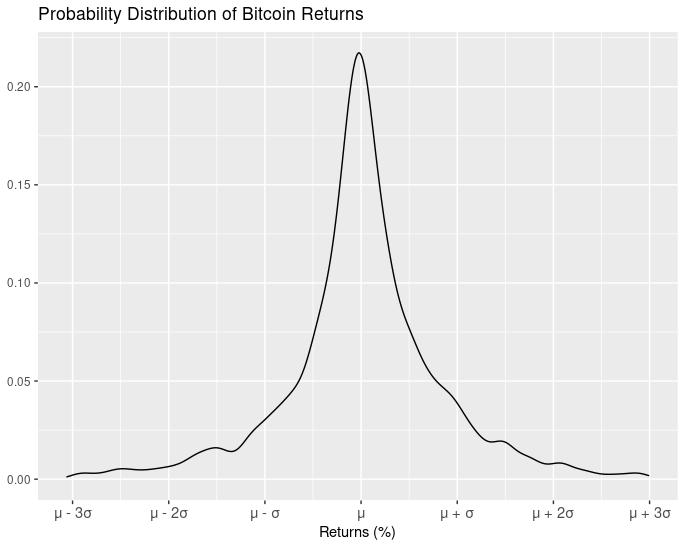 Probability Distribution of Bitcoin Returns
0.20
0.15
0.10
0.05
0.00
μ - 3σ μ - 2σ μ - σ μ μ + σ μ + 2σ μ + 3σ
Returns (%)